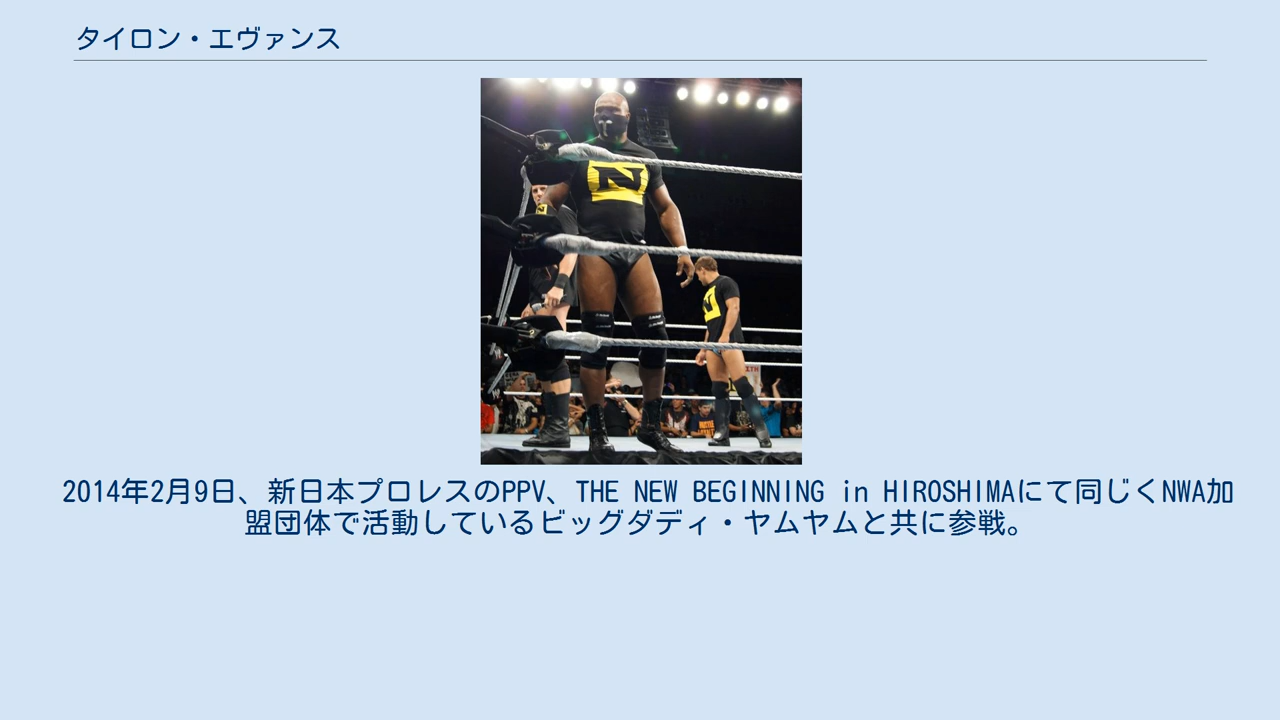 タイロン・エヴァンス
N
N
2014年2月9日、新日本プロレスのPPV、THE NEW BEGINNING in HIROSHIMAにて同じくNWA加
盟団体で活動しているビッグダディ・ヤムヤムと共に参戦。